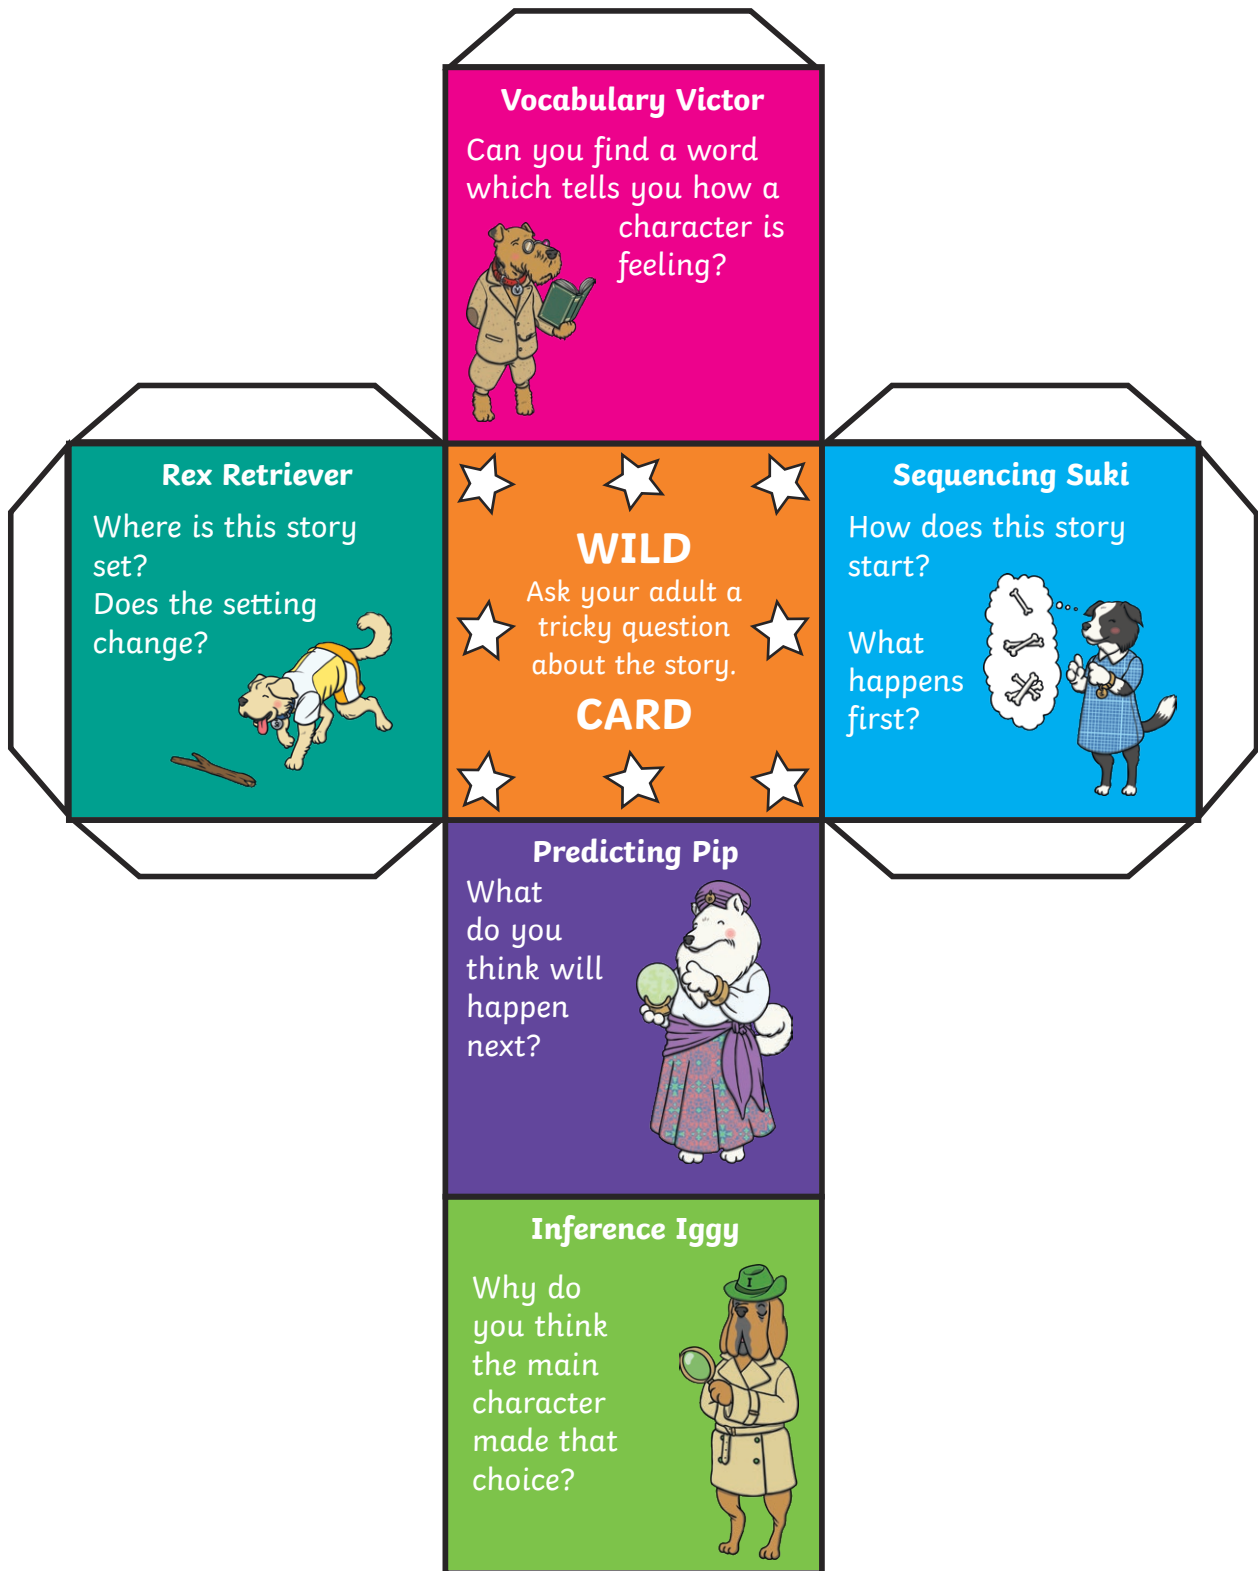 Vocabulary Victor
Can you find a word
which tells you how a
character is
feeling?
Rex Retriever
Where is this story
set?
Does the setting
change?
WILD
Ask your adult a
tricky question
about the story.
CARD
Sequencing Suki
How does this story
start?
What
happens
first?
Predicting Pip
What
do you
think will
happen
next?
Inference Iggy
Why do
you think
the main
character
made that
choice?
I